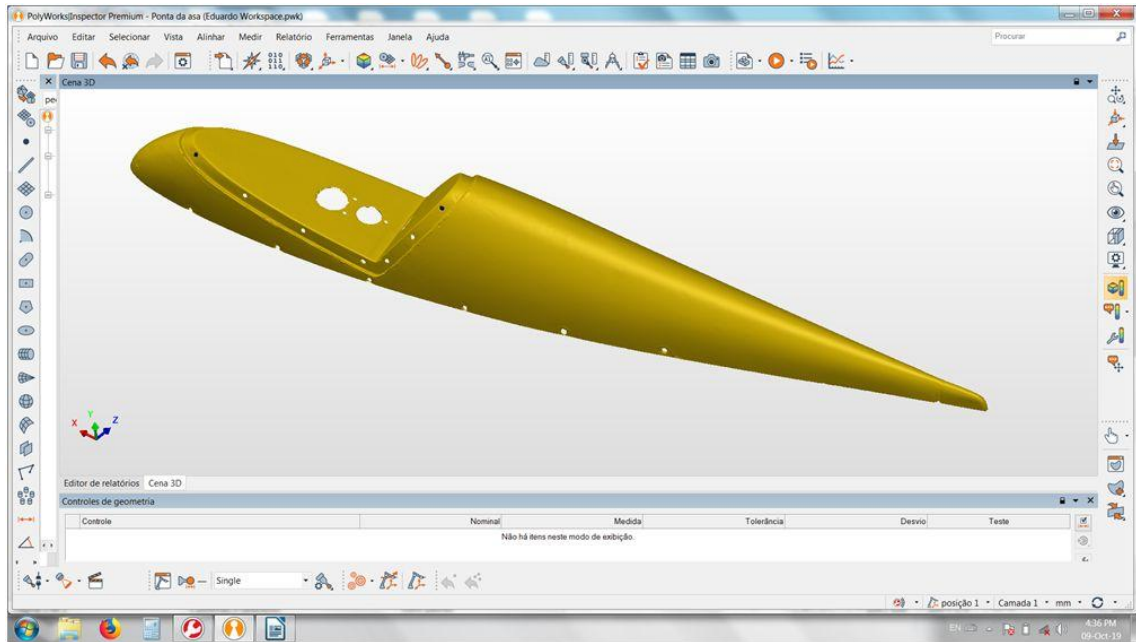 PolyWorks|Inspector Premium - Ponta da asa (Eduardo Workspace.pwk)
Arquivo Editar Selecionar Vista Alinhar Medir Relatório Ferramentas Janela Ajuda Procurar
Cena 3D
X Y Z
Editor de relatórios Cena 3D
Controles de geometria
Controle Nominal Medida Tolerância Desvio Teste
Não há itens neste modo de exibição.
Single
posição 1 Camada 1 mm
EN 4:36 PM
09-Oct-19